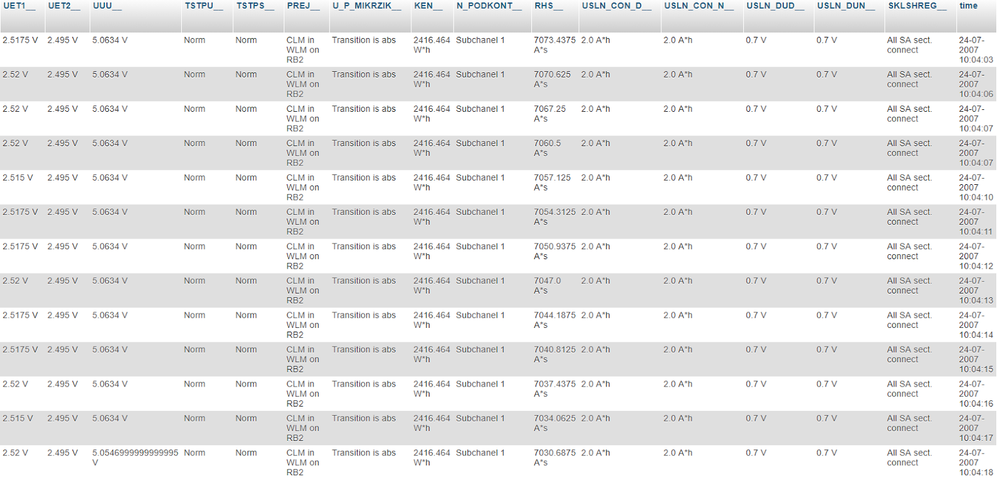 UET1__ UET2__ UUU__ TSTPU__ TSTPS__ PREJ__ U_P_MIKRZIK__ KEN__ N_PODKONT__ RHS__ USLN_CON_D__ USLN_CON_N__ USLN_DUD__ USLN_DUN__ SKLSHREG__ time
2.5175 V 2.495 V 5.0634 V Norm Norm CLM in Transition is abs 2416.464 Subchanel 1 7073.4375 2.0 A*h 2.0 A*h 0.7 V 0.7 V All SA sect. 24-07-
WLM on W*h A*s connect 2007
RB2 10:04:03
2.52 V 2.495 V 5.0634 V Norm Norm CLM in Transition is abs 2416.464 Subchanel 1 7070.625 2.0 A*h 2.0 A*h 0.7 V 0.7 V All SA sect. 24-07-
WLM on W*h A*s connect 2007
RB2 10:04:06
2.52 V 2.495 V 5.0634 V Norm Norm CLM in Transition is abs 2416.464 Subchanel 1 7067.25 2.0 A*h 2.0 A*h 0.7 V 0.7 V All SA sect. 24-07-
WLM on W*h A*s connect 2007
RB2 10:04:07
2.52 V 2.495 V 5.0634 V Norm Norm CLM in Transition is abs 2416.464 Subchanel 1 7060.5 2.0 A*h 2.0 A*h 0.7 V 0.7 V All SA sect. 24-07-
WLM on W*h A*s connect 2007
RB2 10:04:07
2.515 V 2.495 V 5.0634 V Norm Norm CLM in Transition is abs 2416.464 Subchanel 1 7057.125 2.0 A*h 2.0 A*h 0.7 V 0.7 V All SA sect. 24-07-
WLM on W*h A*s connect 2007
RB2 10:04:10
2.5175 V 2.495 V 5.0634 V Norm Norm CLM in Transition is abs 2416.464 Subchanel 1 7054.3125 2.0 A*h 2.0 A*h 0.7 V 0.7 V All SA sect. 24-07-
WLM on W*h A*s connect 2007
RB2 10:04:11
2.5175 V 2.495 V 5.0634 V Norm Norm CLM in Transition is abs 2416.464 Subchanel 1 7050.9375 2.0 A*h 2.0 A*h 0.7 V 0.7 V All SA sect. 24-07-
WLM on W*h A*s connect 2007
RB2 10:04:12
2.52 V 2.495 V 5.0634 V Norm Norm CLM in Transition is abs 2416.464 Subchanel 1 7047.0 2.0 A*h 2.0 A*h 0.7 V 0.7 V All SA sect. 24-07-
WLM on W*h A*s connect 2007
RB2 10:04:13
2.5175 V 2.495 V 5.0634 V Norm Norm CLM in Transition is abs 2416.464 Subchanel 1 7044.1875 2.0 A*h 2.0 A*h 0.7 V 0.7 V All SA sect. 24-07-
WLM on W*h A*s connect 2007
RB2 10:04:14
2.5175 V 2.495 V 5.0634 V Norm Norm CLM in Transition is abs 2416.464 Subchanel 1 7040.8125 2.0 A*h 2.0 A*h 0.7 V 0.7 V All SA sect. 24-07-
WLM on W*h A*s connect 2007
RB2 10:04:15
2.52 V 2.495 V 5.0634 V Norm Norm CLM in Transition is abs 2416.464 Subchanel 1 7037.4375 2.0 A*h 2.0 A*h 0.7 V 0.7 V All SA sect. 24-07-
WLM on W*h A*s connect 2007
RB2 10:04:16
2.515 V 2.495 V 5.0634 V Norm Norm CLM in Transition is abs 2416.464 Subchanel 1 7034.0625 2.0 A*h 2.0 A*h 0.7 V 0.7 V All SA sect. 24-07-
WLM on W*h A*s connect 2007
RB2 10:04:17
2.52 V 2.495 V 5.0546999999999995 Norm Norm CLM in Transition is abs 2416.464 Subchanel 1 7030.6875 2.0 A*h 2.0 A*h 0.7 V 0.7 V All SA sect. 24-07-
V WLM on W*h A*s connect 2007
RB2 10:04:18